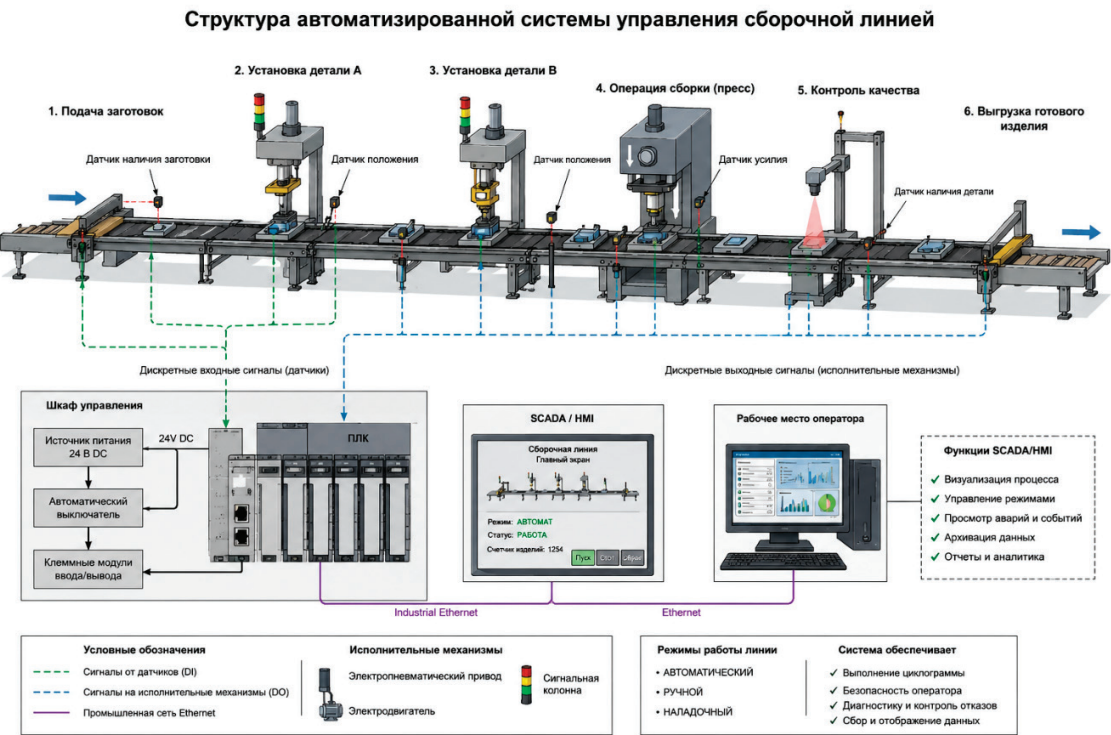 Структура автоматизированной системы управления сборочной линией
1. Подача заготовок
2. Установка детали А
3. Установка детали В
4. Операция сборки (пресс)
5. Контроль качества
6. Выгрузка готового
изделия
Датчик наличия заготовки
Датчик положения
Датчик положения
Датчик усилия
Датчик наличия детали
Дискретные входные сигналы (датчики)
Дискретные выходные сигналы (исполнительные механизмы)
Шкаф управления
Источник питания
24 В DC
24V DC
Автоматический
выключатель
Клеммные модули
ввода/вывода
ПЛК
SCADA / HMI
Сборочная линия
Главный экран
Режим: АВТОМАТ
Статус: РАБОТА
Счетчик изделий: 1254
Пуск
Стоп
Рабочее место оператора
Функции SCADA/HMI
✓ Визуализация процесса
✓ Управление режимами
✓ Просмотр аварий и событий
✓ Архивация данных
✓ Отчеты и аналитика
Industrial Ethernet
Ethernet
Условные обозначения
Сигналы от датчиков (DI)
Сигналы на исполнительные механизмы (DO)
Промышленная сеть Ethernet
Исполнительные механизмы
Электропневматический привод
Электродвигатель
Сигнальная
колонна
Режимы работы линии
• АВТОМАТИЧЕСКИЙ
• РУЧНОЙ
• НАЛАДОЧНЫЙ
Система обеспечивает
✓ Выполнение циклограммы
✓ Безопасность оператора
✓ Диагностику и контроль отказов
✓ Сбор и отображение данных